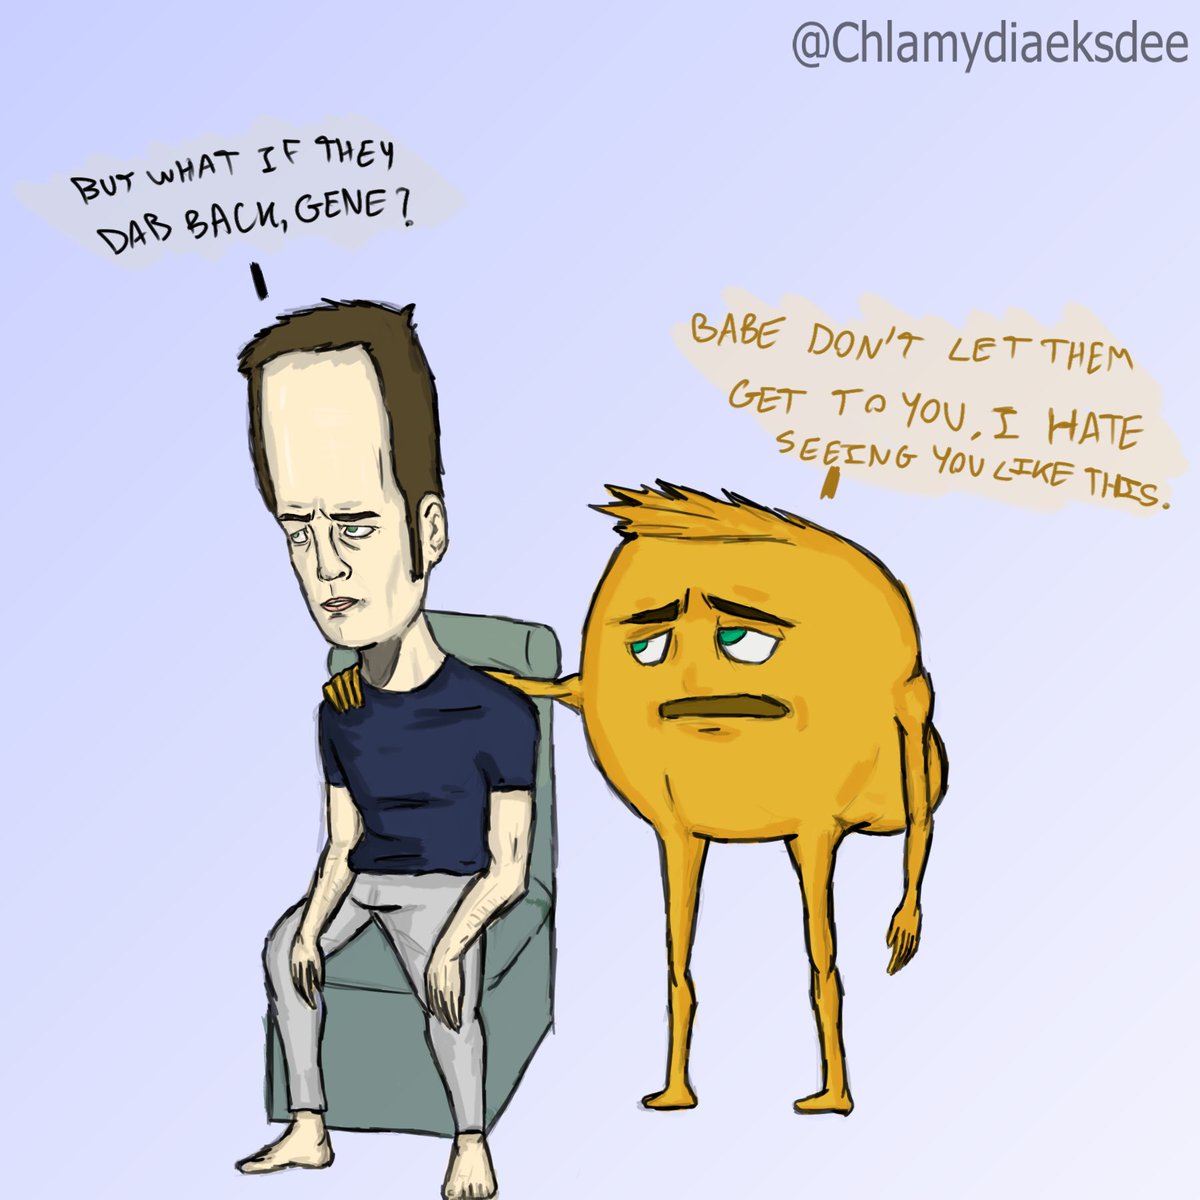 @Chlamydiaeksdee
BUT WHAT IF THEY
DAB BACK, GENE?
BABE DON'T LET THEM
GET TO YOU, I HATE
SEEING YOU LIKE THIS.